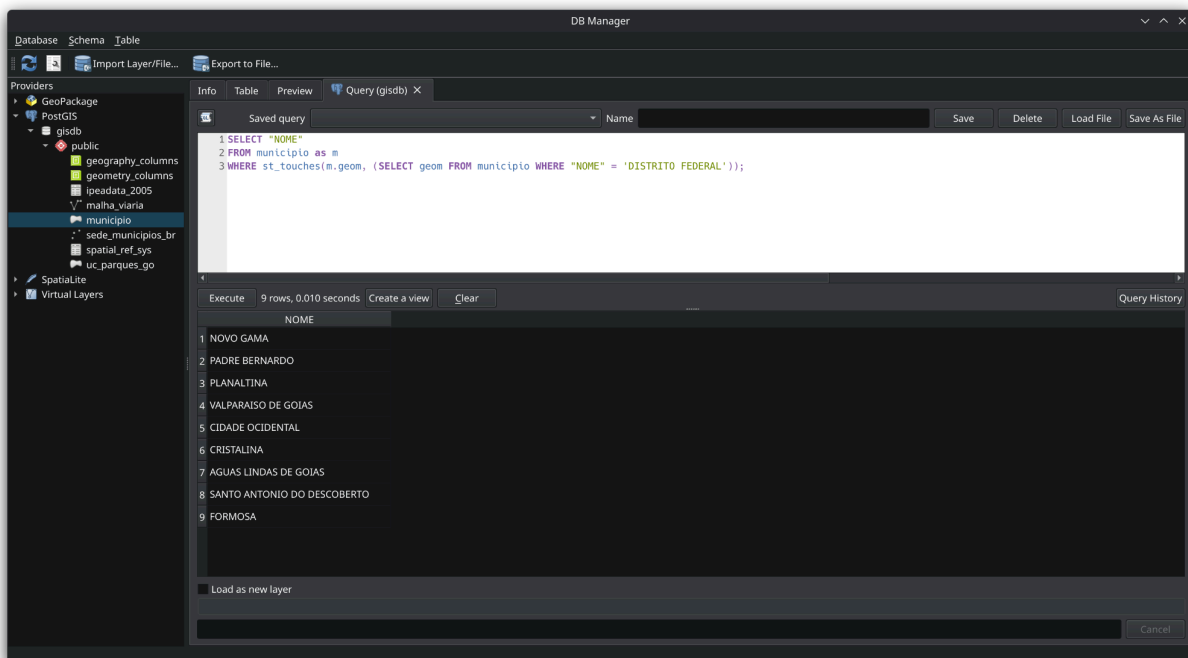 DB Manager
Database Schema Table
Import Layer/File... Export to File...
Providers
GeoPackage
PostGIS
gisdb
public
geography_columns
geometry_columns
ipeadata_2005
malha_viaria
municipio
sede_municipios_br
spatial_ref_sys
uc_parques_go
SpatiaLite
Virtual Layers
Info Table Preview Query (gisdb)
Saved query Name Save Delete Load File Save As File
1 SELECT "NOME"
2 FROM municipio as m
3 WHERE st_touches(m.geom, (SELECT geom FROM municipio WHERE "NOME" = 'DISTRITO FEDERAL'));
Execute 9 rows, 0.010 seconds Create a view Clear Query History
NOME
1 NOVO GAMA
2 PADRE BERNARDO
3 PLANALTINA
4 VALPARAISO DE GOIAS
5 CIDADE OCIDENTAL
6 CRISTALINA
7 AGUAS LINDAS DE GOIAS
8 SANTO ANTONIO DO DESCOBERTO
9 FORMOSA
Load as new layer
Cancel